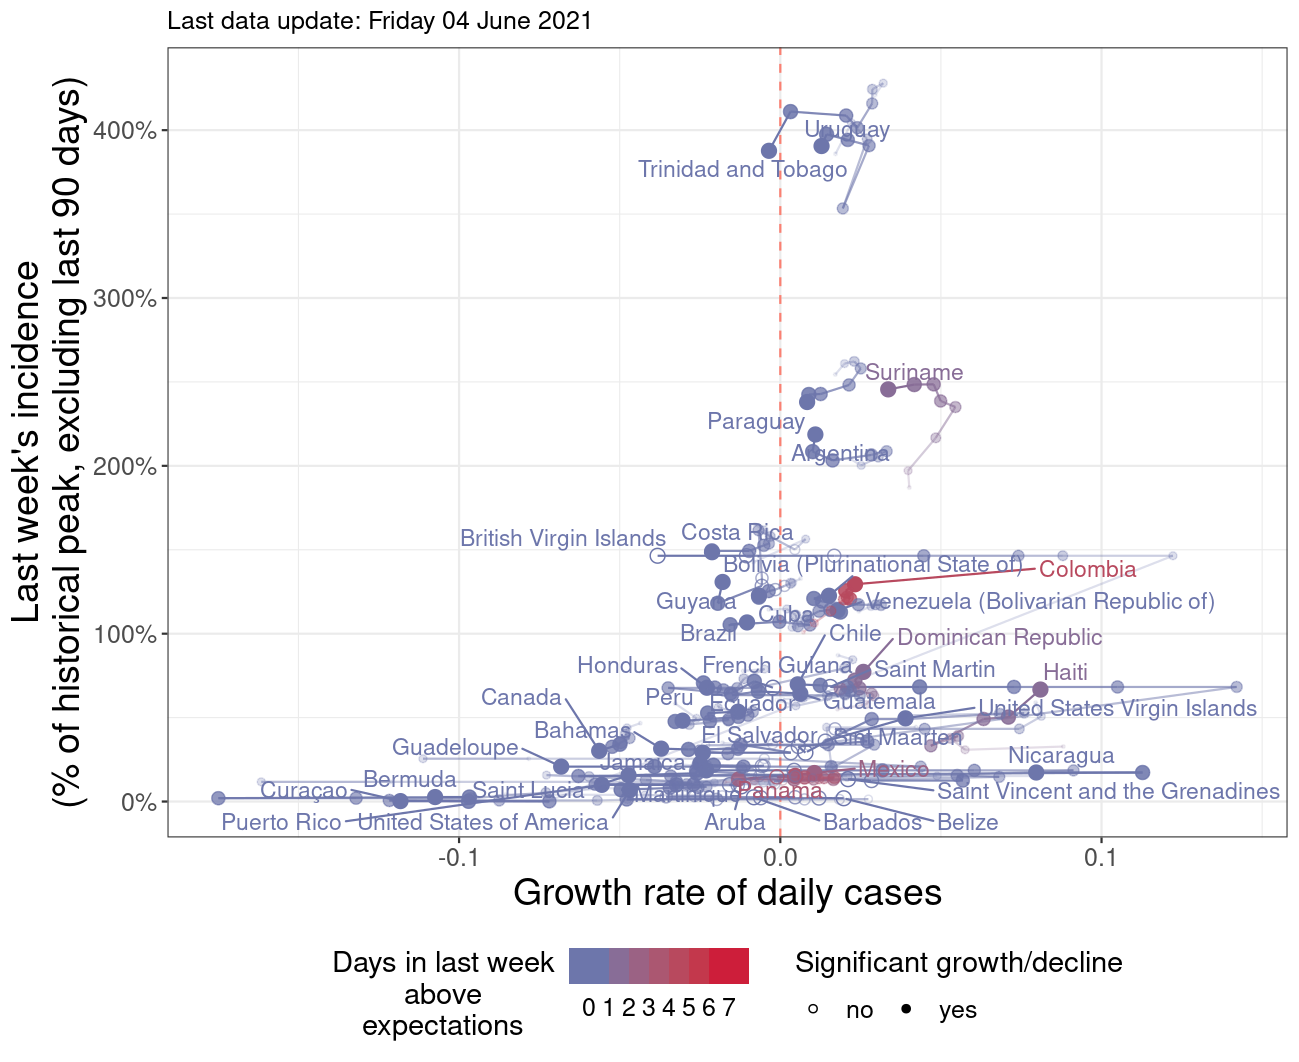 Last data update: Friday 04 June 2021
Last week's incidence
(% of historical peak, excluding last 90 days)
400%
300%
200%
100%
0%
Uruguay
Trinidad and Tobago
Suriname
Paraguay
Argentina
Costa Rica
British Virgin Islands
Bolivia (Plurinational State of)
Colombia
Guyana
Venezuela (Bolivarian Republic of)
Cuba
Brazil
Chile
Dominican Republic
Honduras
French Guiana
Saint Martin
Haiti
Canada
Peru
Ecuador
Guatemala
United States Virgin Islands
Bahamas
El Salvador
Sint Maarten
Guadeloupe
Jamaica
Mexico
Nicaragua
Bermuda
Curaçao
Saint Lucia
Martinique
Panama
Saint Vincent and the Grenadines
Puerto Rico
United States of America
Aruba
Barbados
Belize
-0.1
0.0
0.1
Growth rate of daily cases
Days in last week
above
expectations
0 1 2 3 4 5 6 7
Significant growth/decline
no
yes